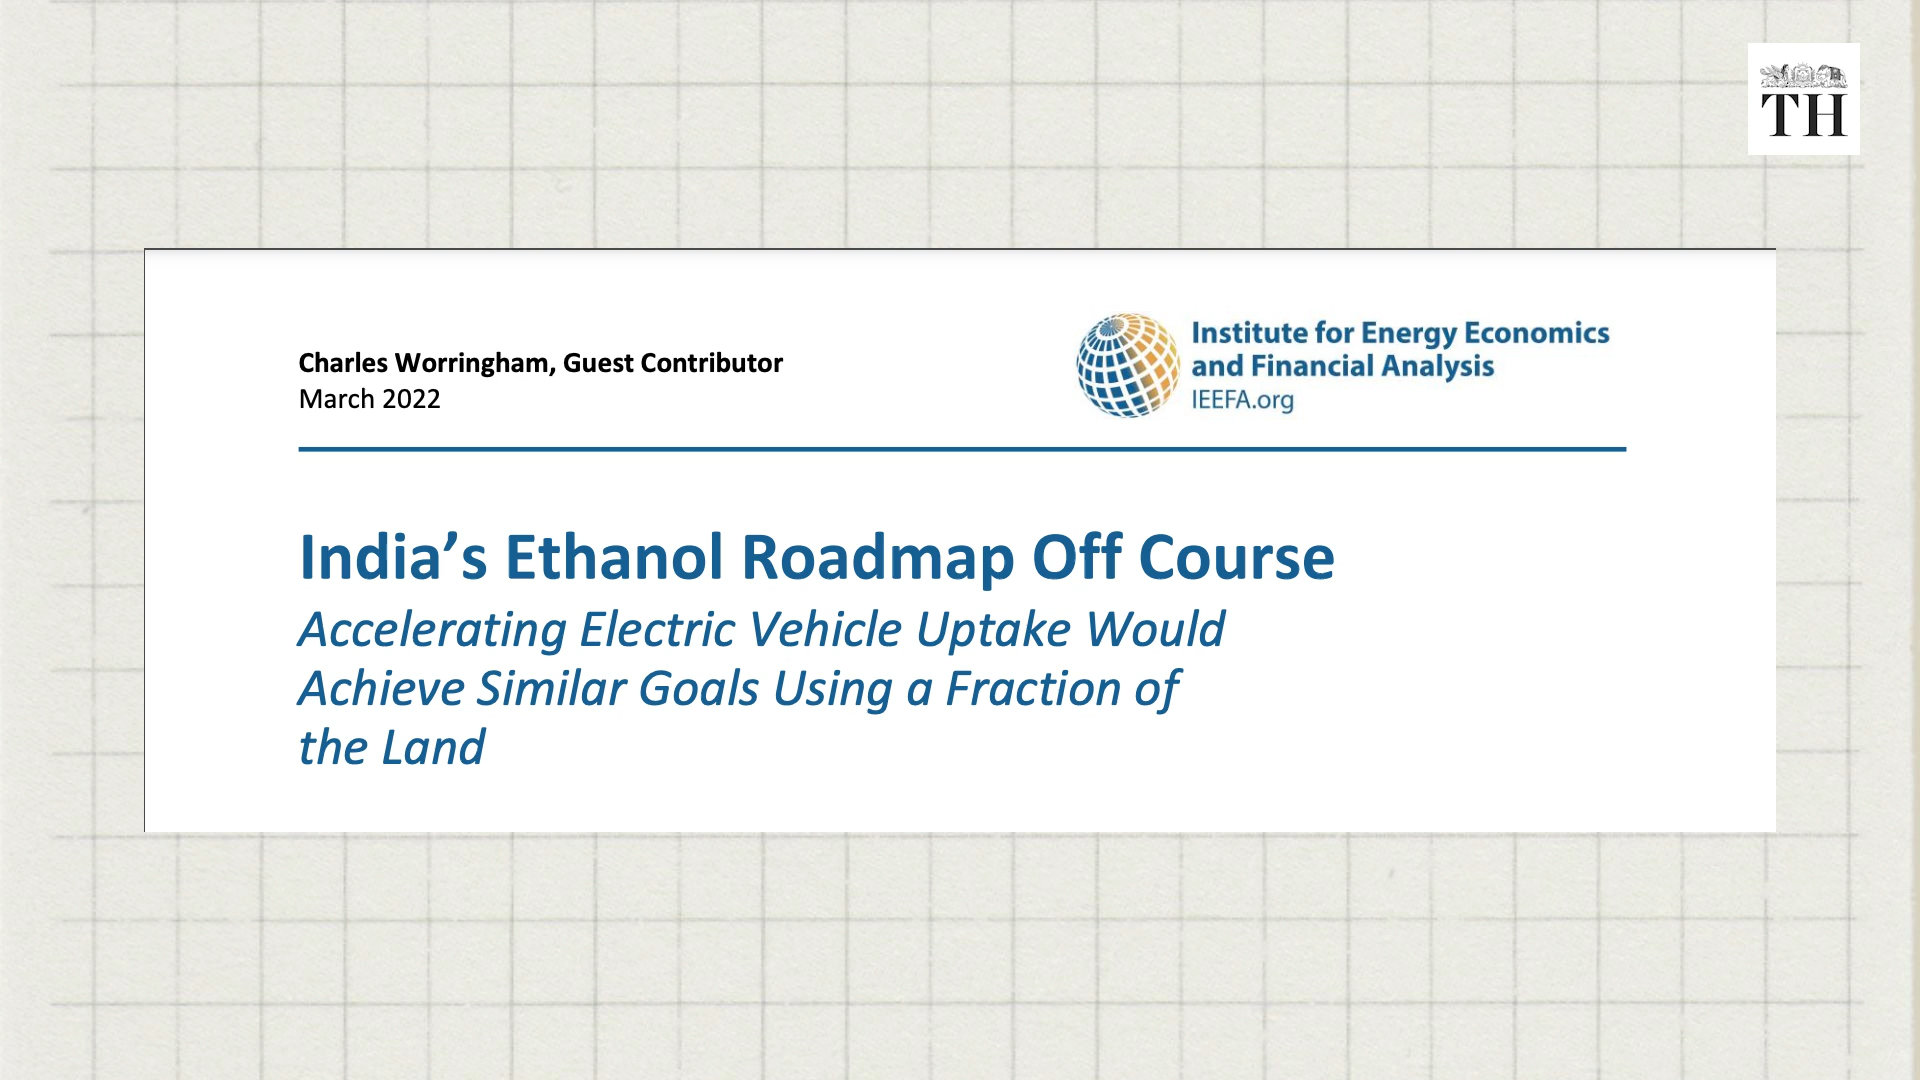 TH
Charles Worringham, Guest Contributor
March 2022
Institute for Energy Economics
and Financial Analysis
IEEFA.org
India’s Ethanol Roadmap Off Course
Accelerating Electric Vehicle Uptake Would
Achieve Similar Goals Using a Fraction of
the Land